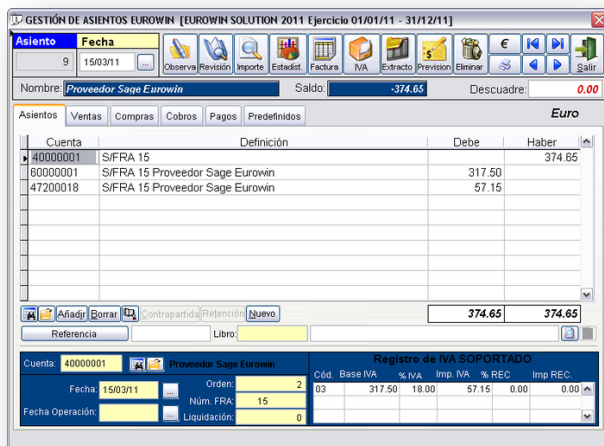 GESTIÓN DE ASIENTOS EUROWIN [EUROWIN SOLUTION 2011 Ejercicio 01/01/11 - 31/12/11]
Asiento Fecha
9 15/03/11 ...
Observa Revisión Importe Estadist. Factura IVA Extracto Prevision Eliminar € Salir
Nombre: Proveedor Sage Eurowin Saldo: -374.65 Descuadre: 0.00
Asientos Ventas Compras Cobros Pagos Predefinidos Euro
Cuenta Definición Debe Haber
40000001 S/FRA 15 374.65
60000001 S/FRA 15 Proveedor Sage Eurowin 317.50
47200018 S/FRA 15 Proveedor Sage Eurowin 57.15
Añadir Borrar Contrapartida Retención Nuevo 374.65 374.65
Referencia Libro:
Cuenta: 40000001 Proveedor Sage Eurowin Registro de IVA SOPORTADO
Cód. Base IVA % IVA Imp. IVA % REC Imp REC.
03 317.50 18.00 57.15 0.00 0.00
Fecha: 15/03/11 ... Orden: 2
Núm. FRA: 15
Fecha Operación: ... Liquidación: 0